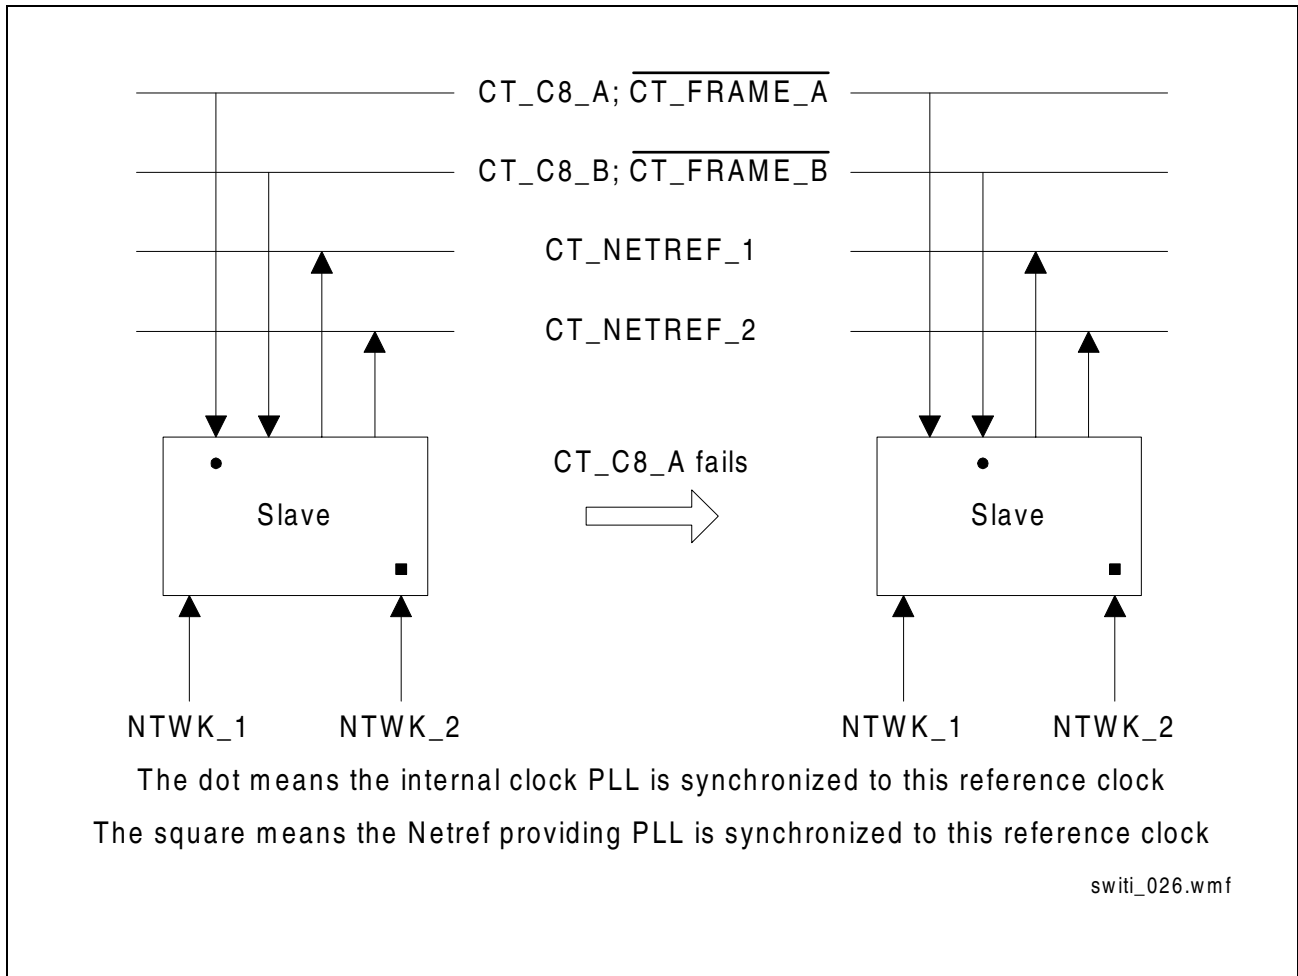 CT_C8_A; CT_FRAME_A
CT_C8_B; CT_FRAME_B
CT_NETREF_1
CT_NETREF_2
CT_C8_A fails
Slave
Slave
NTWK_1
NTWK_2
NTWK_1
NTWK_2
The dot means the internal clock PLL is synchronized to this reference clock
The square means the Netref providing PLL is synchronized to this reference clock
switi_026.wmf